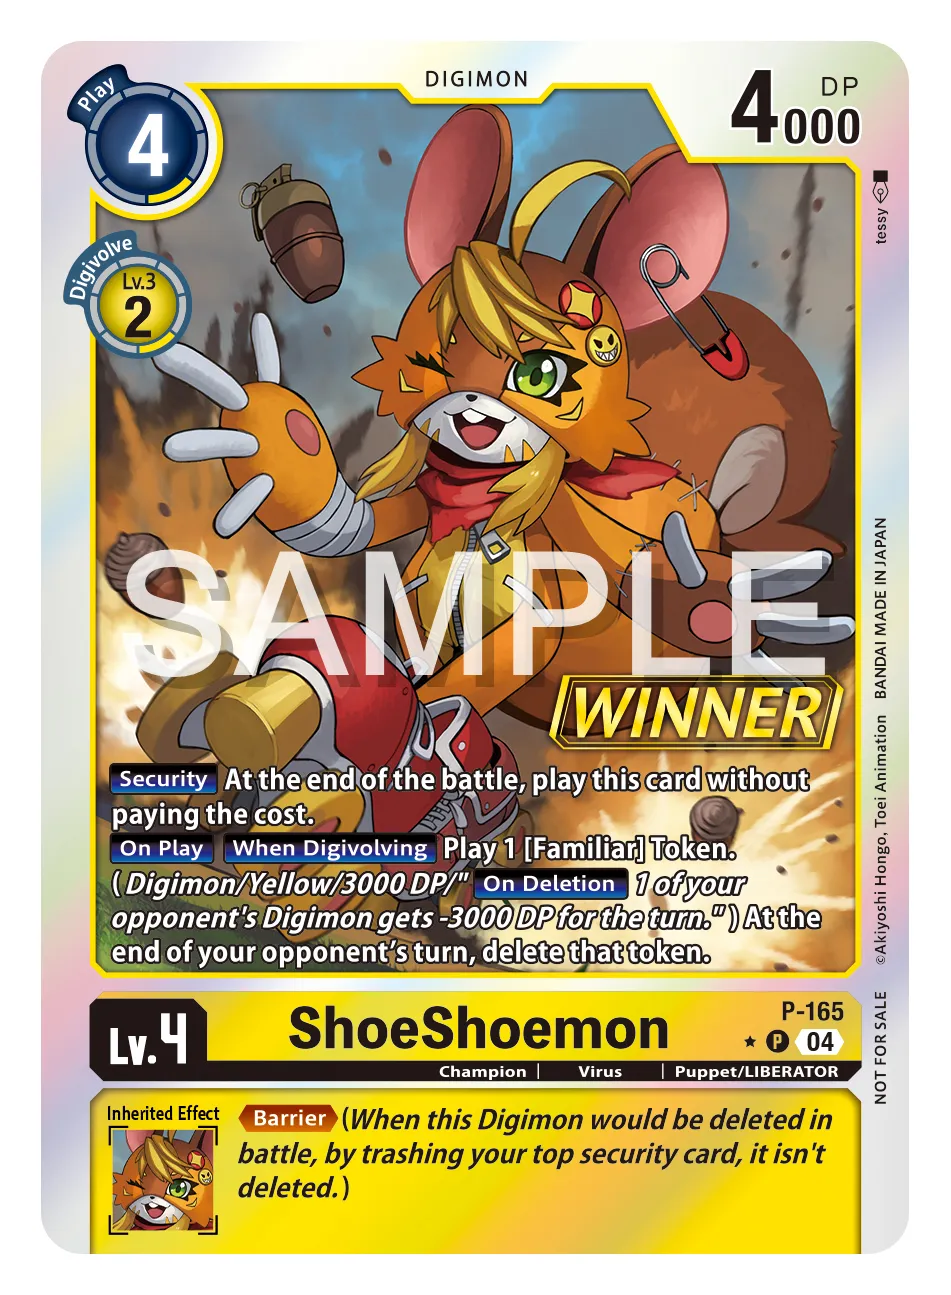 DIGIMON
Play
4
DP
4000
tessy
Digivolve
Lv.3
2
SAMPLE
WINNER
Security At the end of the battle, play this card without
paying the cost.
On Play When Digivolving Play 1 [Familiar] Token.
(Digimon/Yellow/3000 DP/" On Deletion 1 of your
opponent's Digimon gets -3000 DP for the turn.") At the
end of your opponent's turn, delete that token.
©Akiyoshi Hongo, Toei Animation BANDAI MADE IN JAPAN
NOT FOR SALE
Lv.4
ShoeShoemon
P-165
P 04
Champion | Virus | Puppet/LIBERATOR
Inherited Effect
Barrier (When this Digimon would be deleted in
battle, by trashing your top security card, it isn't
deleted.)